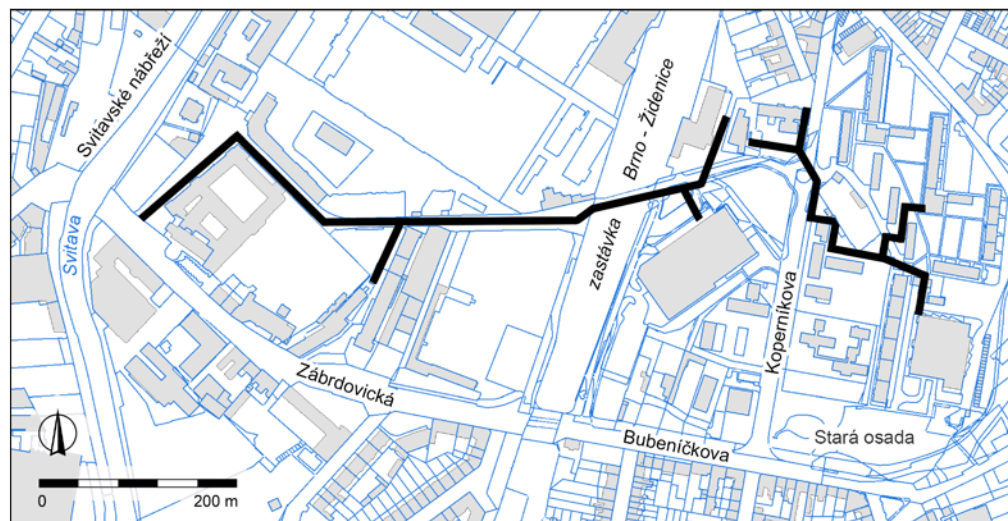 Svitavské nábřeží
Brno - Židenice
zastávka
Svitava
Koperníkova
Zábrdovická
Bubeníčkova
Stará osada
0 200 m